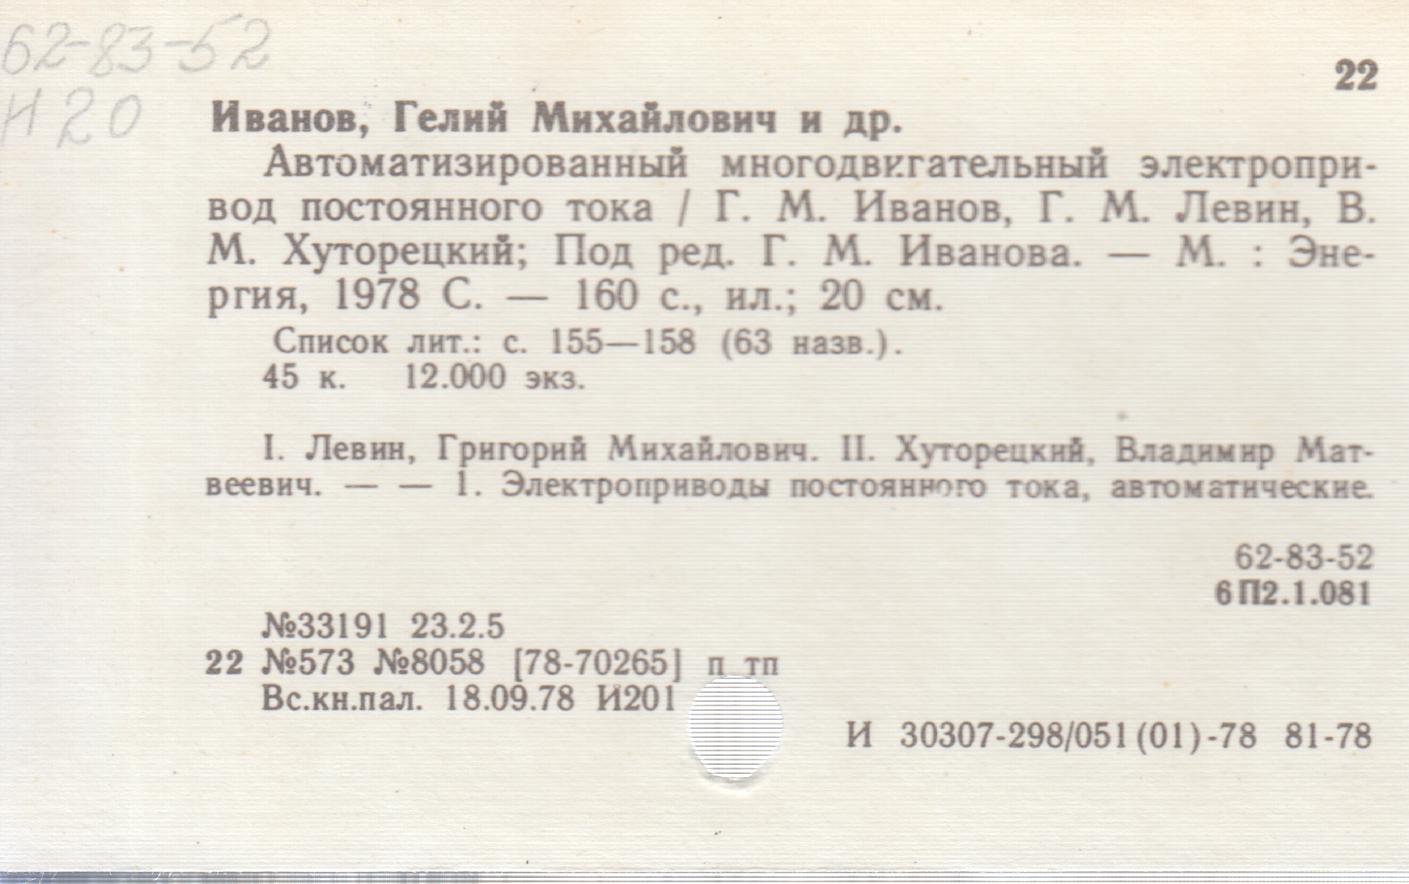 62-83-52
И 20
22
Иванов, Гелий Михайлович и др.
Автоматизированный многодвигательный электропри-
вод постоянного тока / Г. М. Иванов, Г. М. Левин, В.
М. Хуторецкий; Под ред. Г. М. Иванова. — М. : Эне-
ргия, 1978 С. — 160 с., ил.; 20 см.
Список лит.: с. 155—158 (63 назв.).
45 к. 12.000 экз.
I. Левин, Григорий Михайлович. II. Хуторецкий, Владимир Мат-
веевич. — — 1. Электроприводы постоянного тока, автоматические.
62-83-52
6П2.1.081
№33191 23.2.5
22 №573 №8058 [78-70265] п тп
Вс.кн.пал. 18.09.78 И201
И 30307-298/051(01)-78 81-78